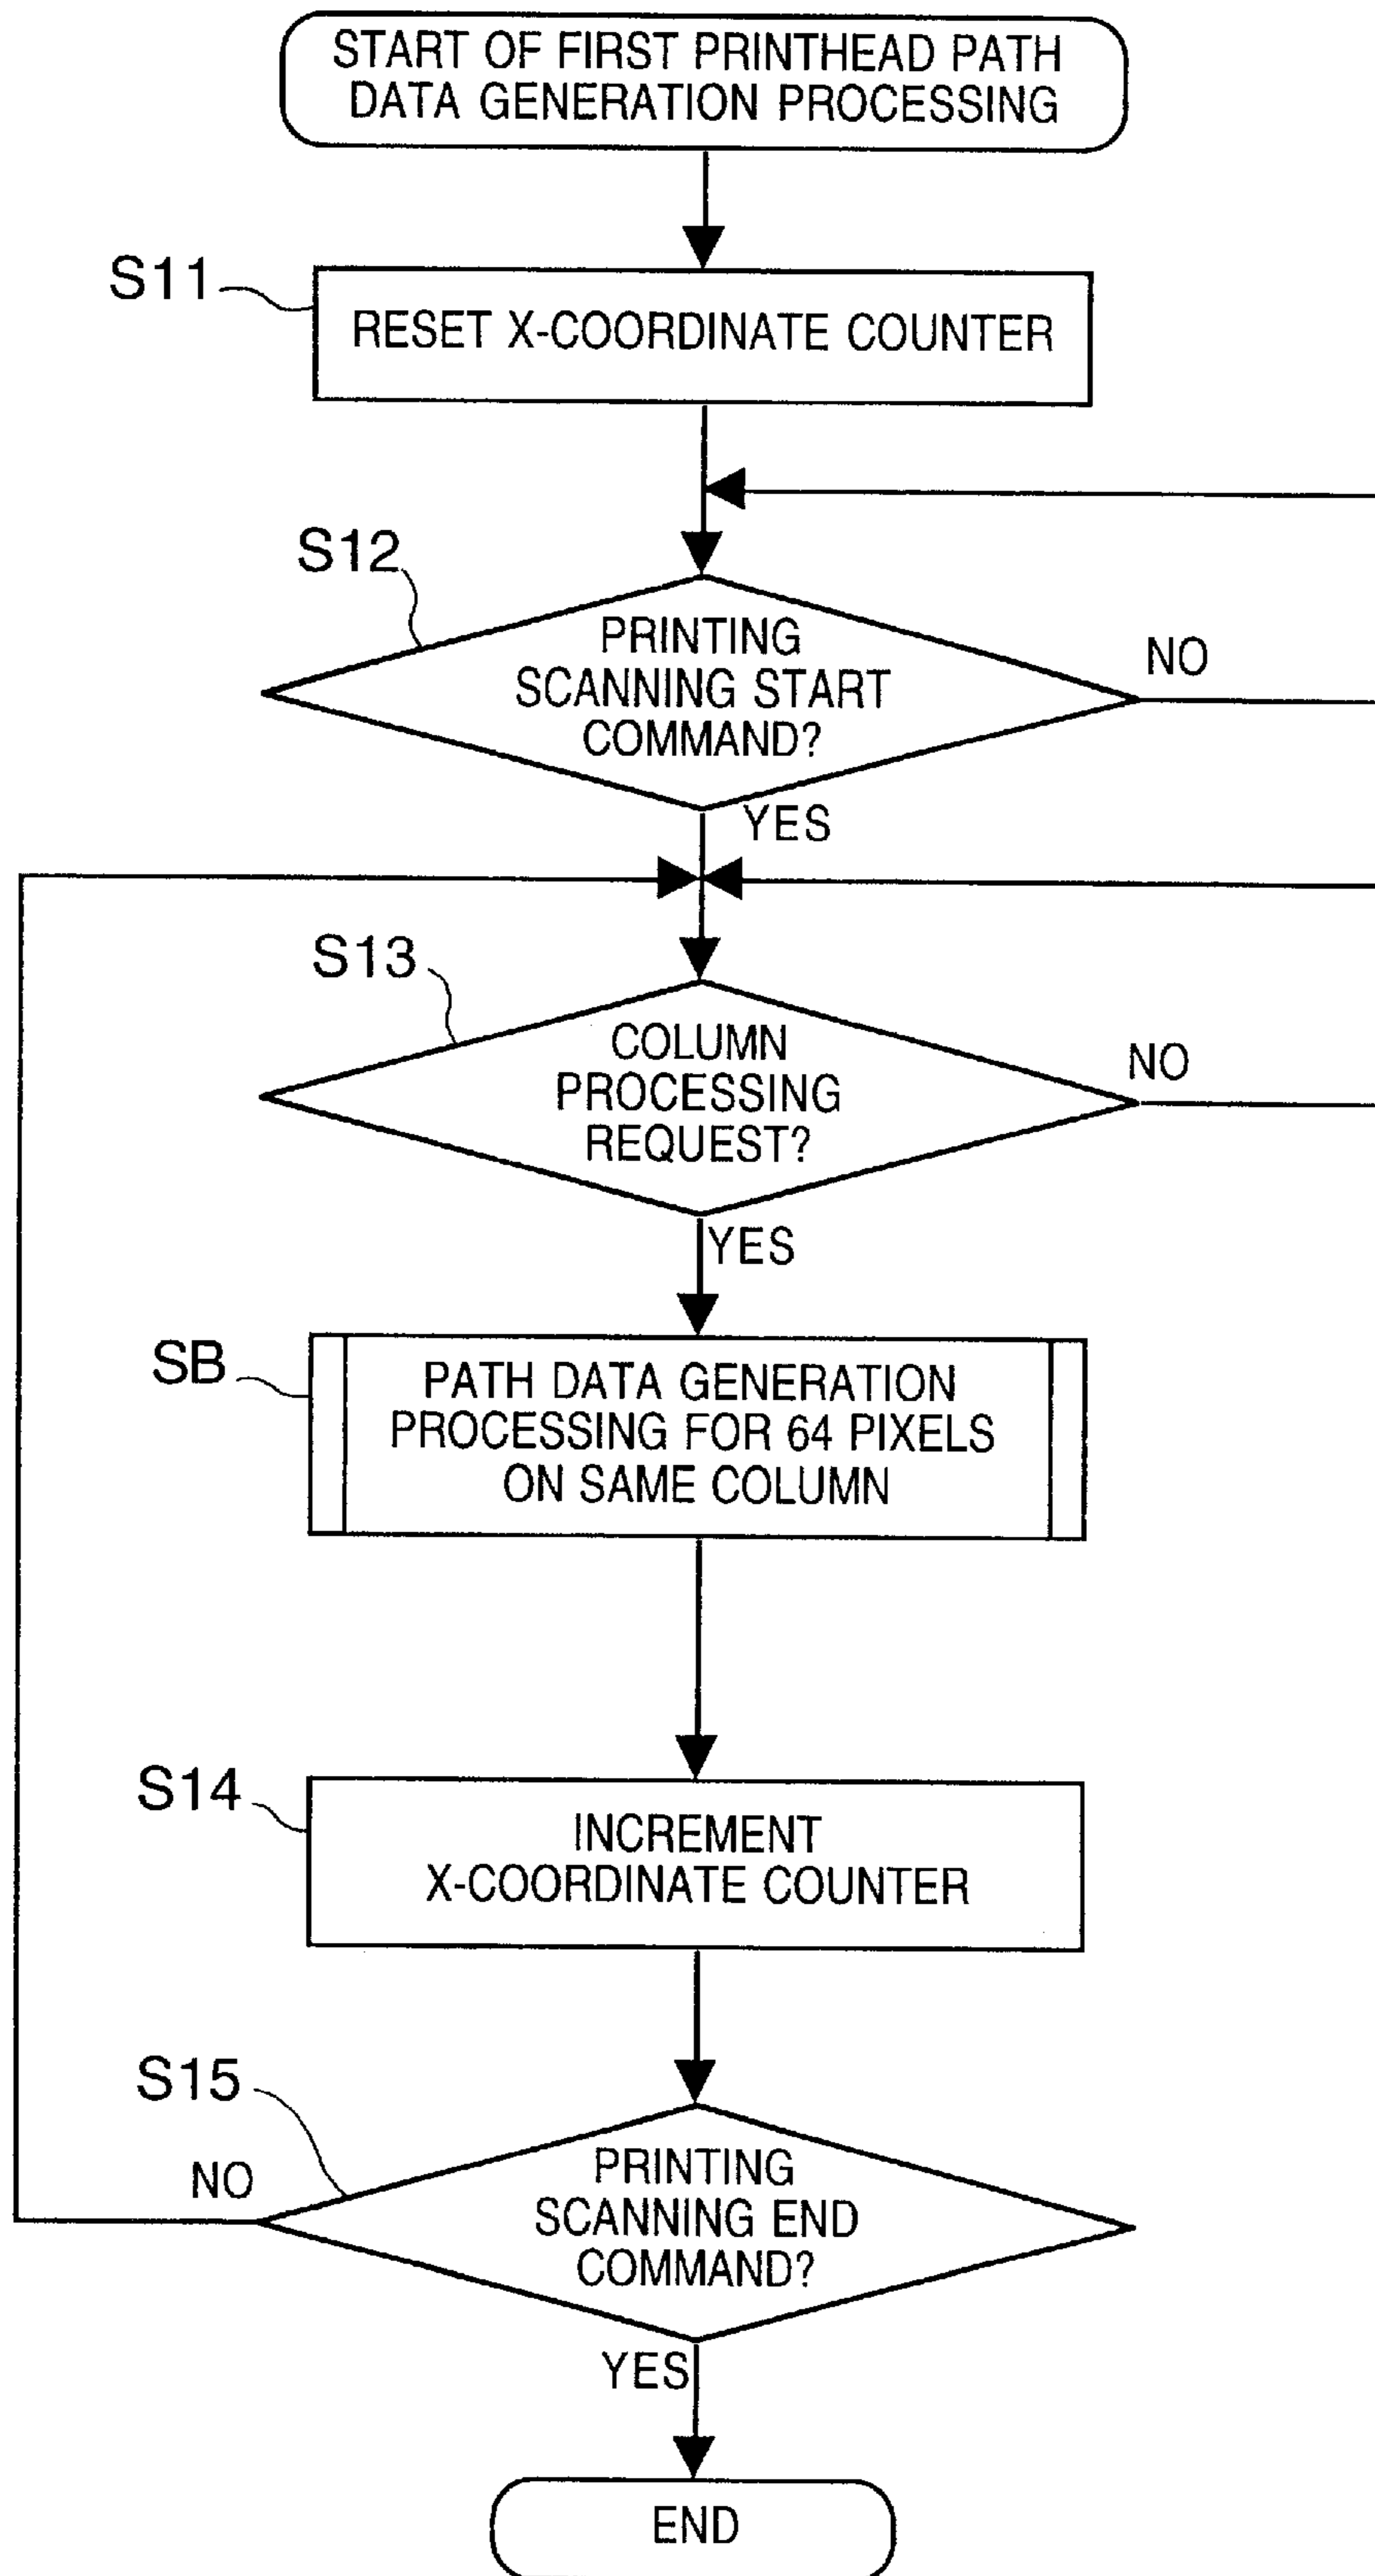 START OF FIRST PRINTHEAD PATH
DATA GENERATION PROCESSING
S11
RESET X-COORDINATE COUNTER
S12
PRINTING
SCANNING START
COMMAND?
NO
YES
S13
COLUMN
PROCESSING
REQUEST?
NO
YES
SB
PATH DATA GENERATION
PROCESSING FOR 64 PIXELS
ON SAME COLUMN
S14
INCREMENT
X-COORDINATE COUNTER
S15
NO
PRINTING
SCANNING END
COMMAND?
YES
END